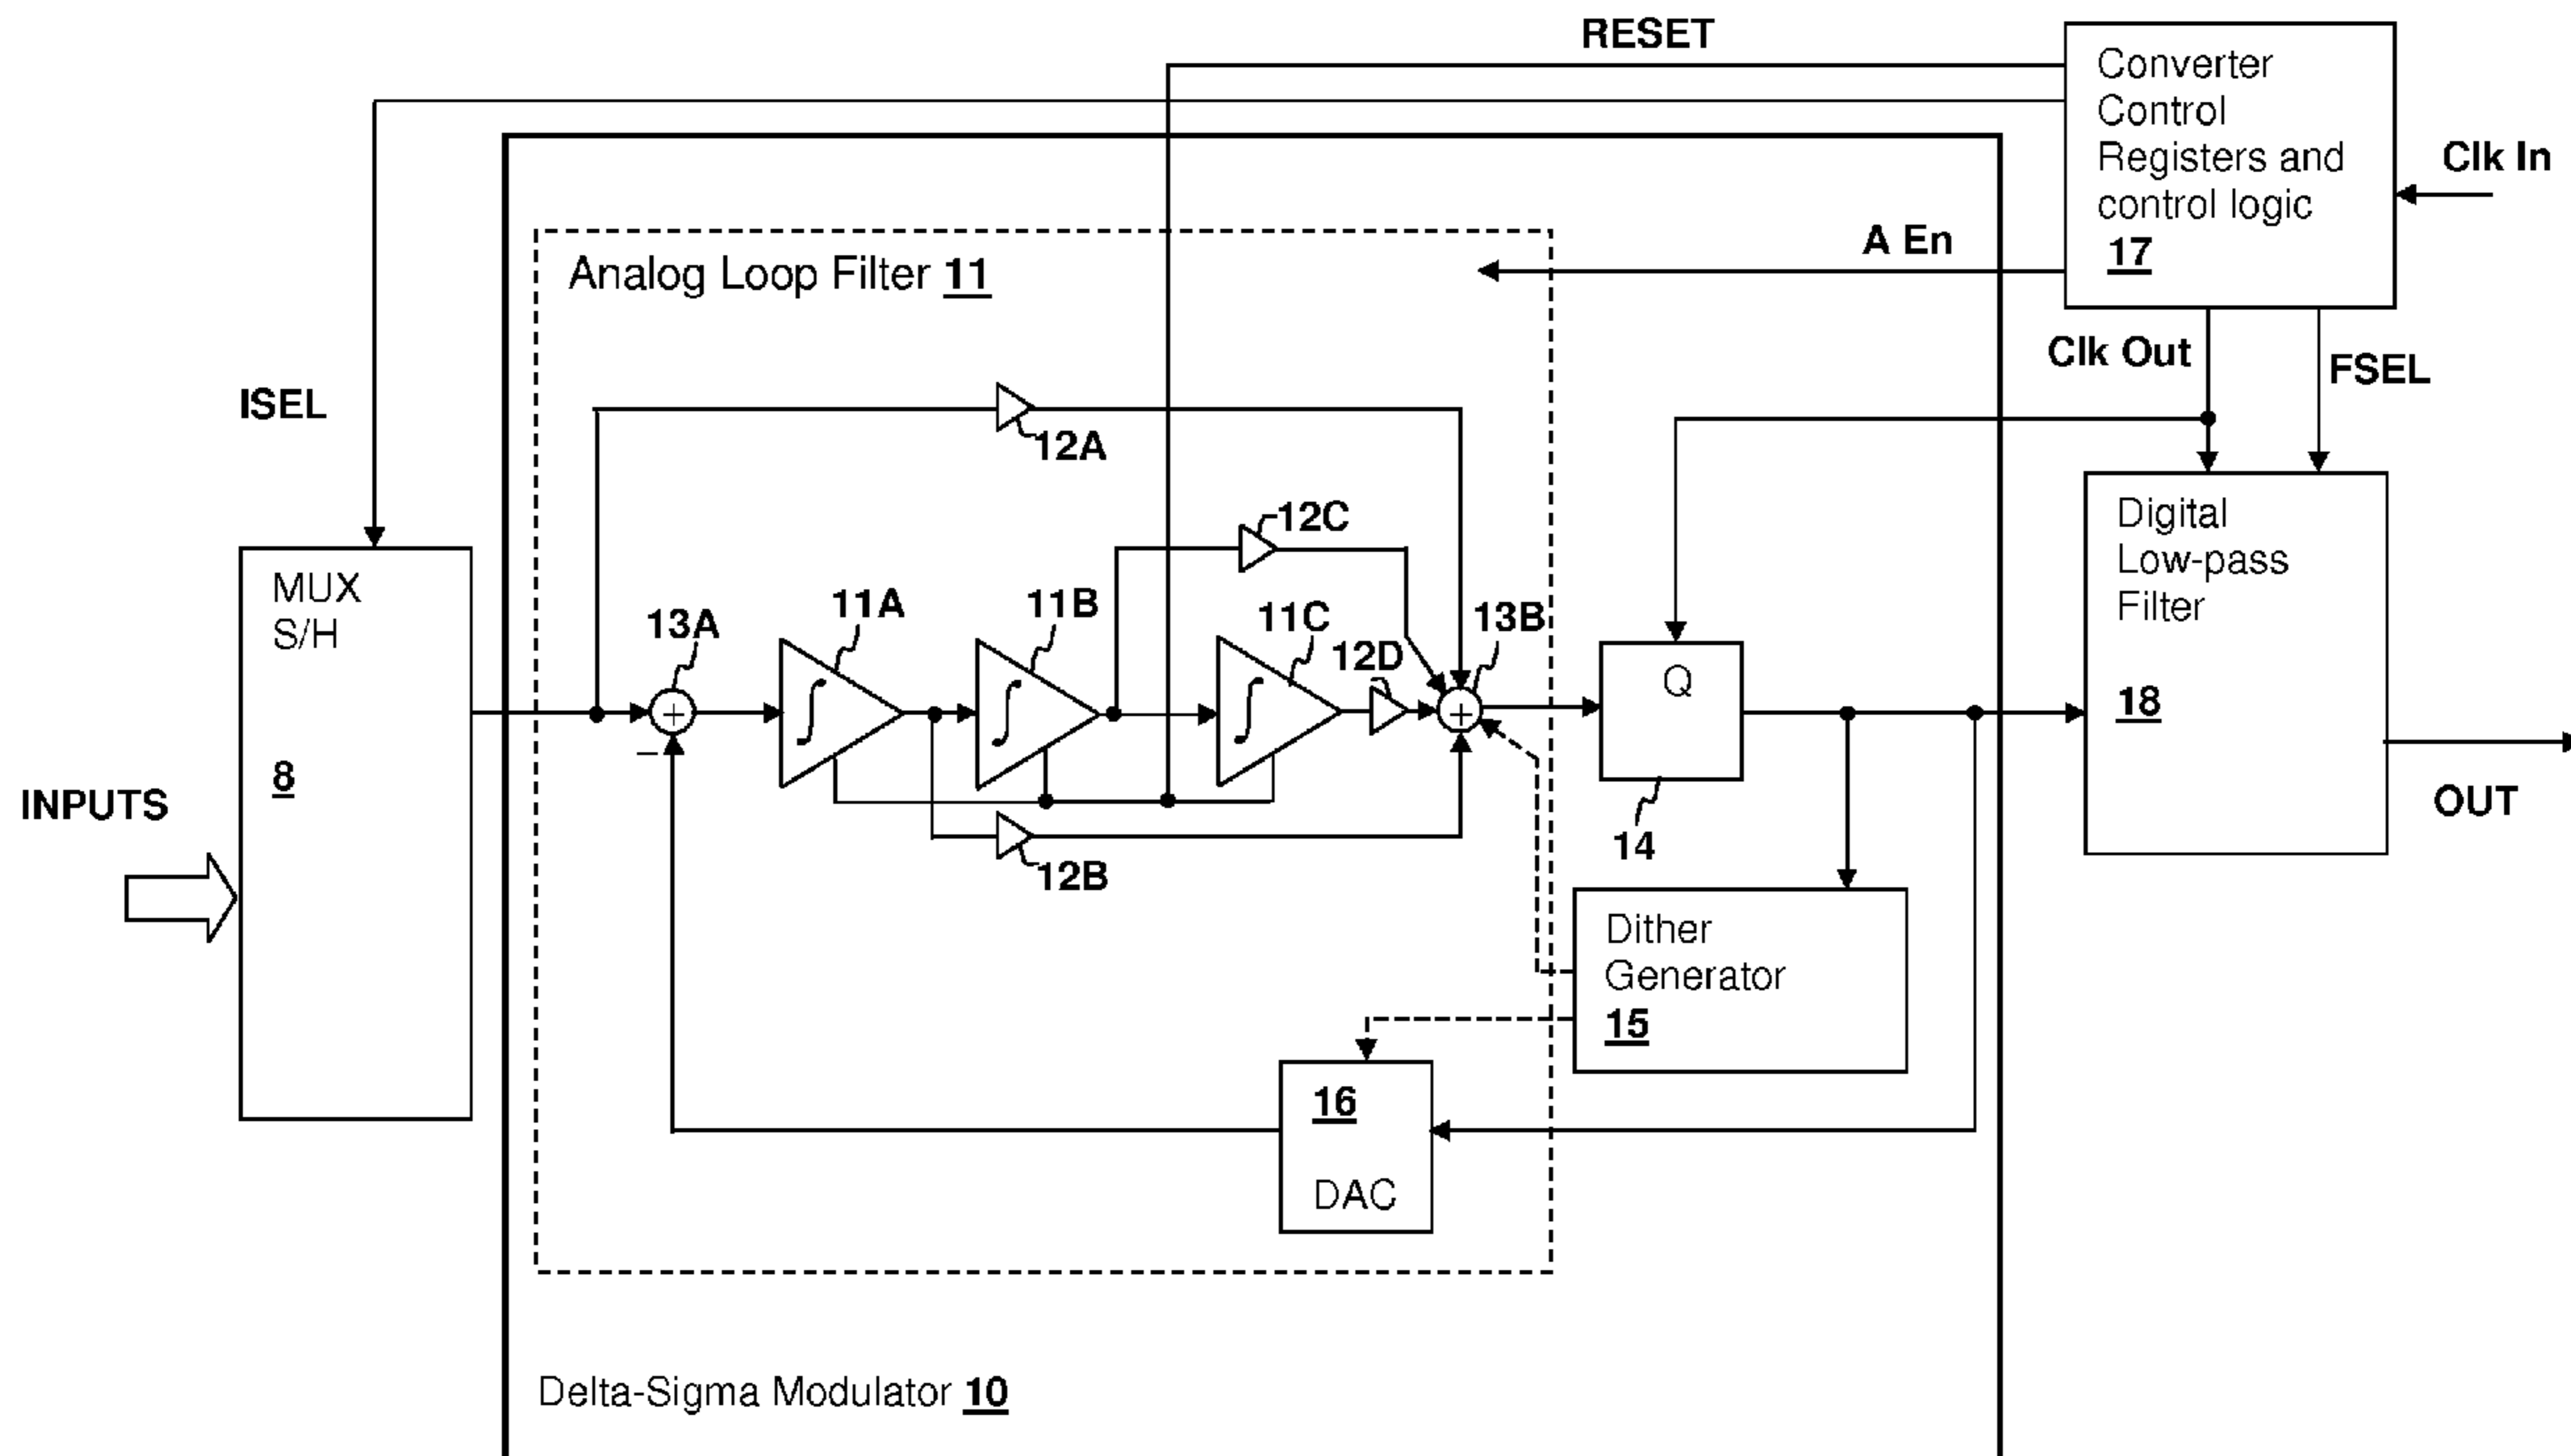 RESET
Converter
Control
Registers and
control logic
17
Clk In
A En
Analog Loop Filter 11
Clk Out
FSEL
ISEL
12A
12C
Digital
Low-pass
Filter
18
MUX
S/H
8
13A
11A
11B
11C
12D
13B
+
−
∫
∫
∫
+
Q
14
INPUTS
OUT
12B
Dither
Generator
15
16
DAC
Delta-Sigma Modulator 10